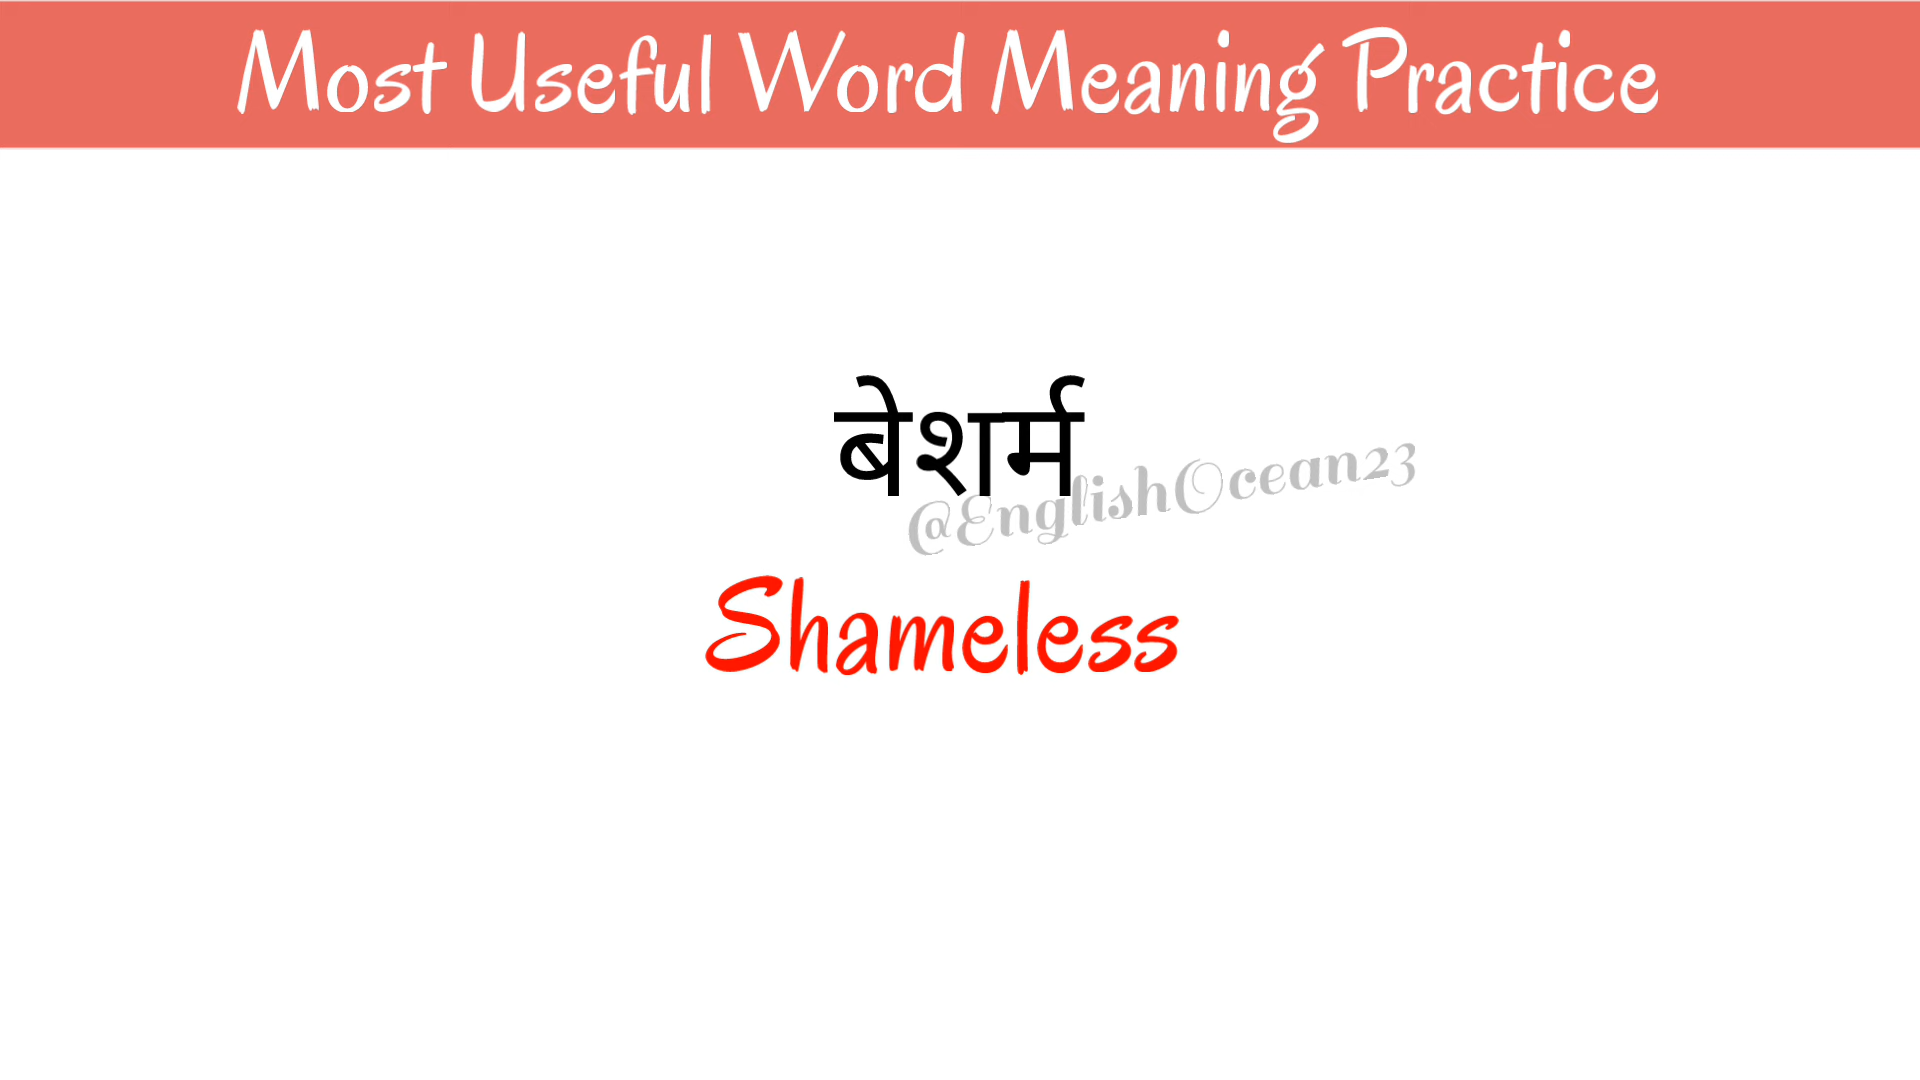 Most Useful Word Meaning Practice
बेशर्म
@EnglishOcean23
Shameless